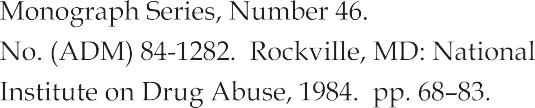 Monograph Series, Number 46.
No. (ADM) 84-1282.  Rockville, MD: National
Institute on Drug Abuse, 1984.  pp. 68–83.